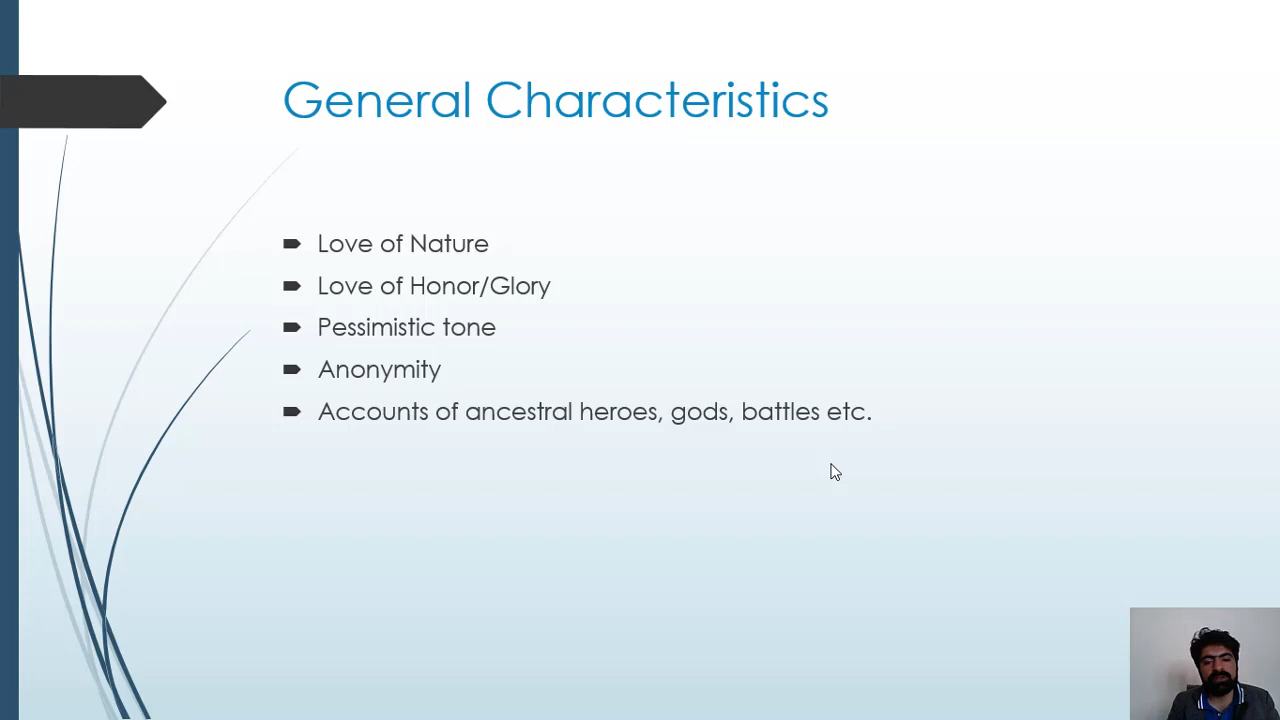 General Characteristics
Love of Nature
Love of Honor/Glory
Pessimistic tone
Anonymity
Accounts of ancestral heroes, gods, battles etc.